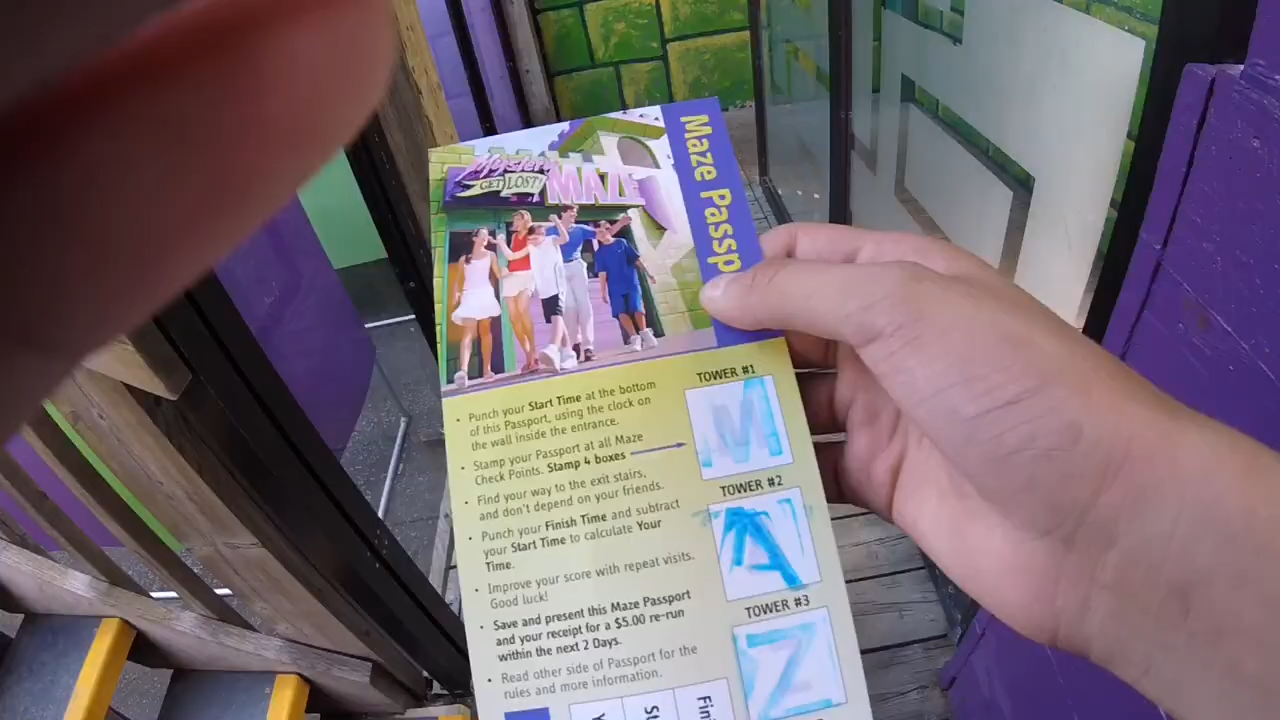 Maze Passp
Mystery
GET LOST!
MAZE
• Punch your Start Time at the bottom
of this Passport, using the clock on
the wall inside the entrance.
• Stamp your Passport at all Maze
Check Points. Stamp 4 boxes
• Find your way to the exit stairs,
and don't depend on your friends.
• Punch your Finish Time and subtract
your Start Time to calculate Your
Time.
• Improve your score with repeat visits.
Good luck!
• Save and present this Maze Passport
and your receipt for a $5.00 re-run
within the next 2 Days.
• Read other side of Passport for the
rules and more information.
TOWER #1
M
TOWER #2
A
TOWER #3
Z
Fini
St
Y